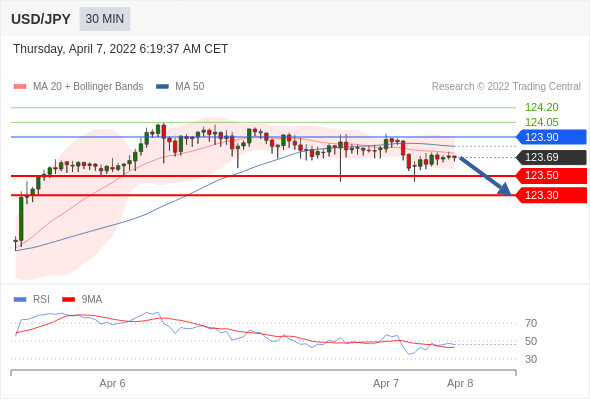 USD/JPY 30 MIN
Thursday, April 7, 2022 6:19:37 AM CET
MA 20 + Bollinger Bands MA 50 Research © 2022 Trading Central
124.20
124.05
123.90
123.69
123.50
123.30
RSI 9MA
70
50
30
Apr 6 Apr 7 Apr 8